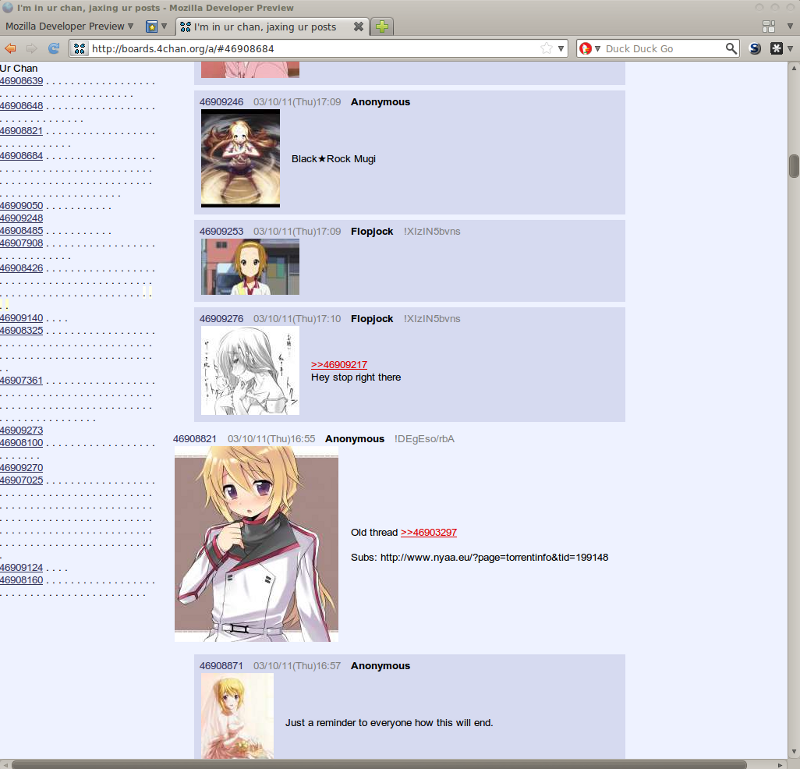 Mozilla Developer Preview
I'm in ur chan, jaxing ur posts - Mozilla Developer Preview
Mozilla Developer Preview
I'm in ur chan, jaxing ur posts
http://boards.4chan.org/a/#46908684
Duck Duck Go
Ur Chan
46908639 . . . . . . . . . . . . . . . . . .
. . . . . . . . . . . . . . . . . . . . . .
46908648 . . . . . . . . . . . . . . . . . .
. . . . . . . . . . . . . .
46908821 . . . . . . . . . . . . . . . . . .
. . . . . . . . . . . .
46908684 . . . . . . . . . . . . . . . . . .
. . . . . . . . . . . . . . . . . . . . . . . . .
. . . . . . . . . . . . . . . . . . . . . . . . .
. . . . . . . . . . . . . . . . . . . .
46909050 . . . . . . . . . . .
46909248
46908485 . . . . . . . . . . .
46907908 . . . . . . . . . . . . . . . . . .
. . . . . . . . . . . .
46908426 . . . . . . . . . . . . . . . . . .
. . . . . . . . . . . . . . . . . . . . . . . . .
. . . . . . . . . . . . . . . . . . . . . . . . .
. .
46909140 . . . .
46908325 . . . . . . . . . . . . . . . . . .
. . . . . . . . . . . . . . . . . . . . . . . . .
. . . . . . . . . . . . . . . . . . . . . . . . .
. .
46907361 . . . . . . . . . . . . . . . . . .
. . . . . . . . . . . . . . . . . . . . . . . . .
. . . . . . . . . . . . . . . . . . . . . . . . .
. . . . . . . . . . . . . . . .
46909273
46908100 . . . . . . . . . . . . . . . . . .
. . . . . . .
46909270
46907025 . . . . . . . . . . . . . . . . . .
. . . . . . . . . . . . . . . . . . . . . . . . .
. . . . . . . . . . . . . . . . . . . . . . . . .
. . . . . . . . . . . . . . . . . . . . . . . . .
. . . . . . . . . . . . . . . . . . . . . . . . .
. . . . . . . . . . . . . . . . . . . . . . . . .
.
46909124 . . . .
46908160 . . . . . . . . . . . . . . . . . .
. . . . . . . . . . . . . . . . . . . . . . . .
46909246 03/10/11(Thu)17:09 Anonymous
Black★Rock Mugi
46909253 03/10/11(Thu)17:09 Flopjock !XIzIN5bvns
46909276 03/10/11(Thu)17:10 Flopjock !XIzIN5bvns
>>46909217
Hey stop right there
46908821 03/10/11(Thu)16:55 Anonymous !DEgEso/rbA
Old thread >>46903297
Subs: http://www.nyaa.eu/?page=torrentinfo&tid=199148
46908871 03/10/11(Thu)16:57 Anonymous
Just a reminder to everyone how this will end.